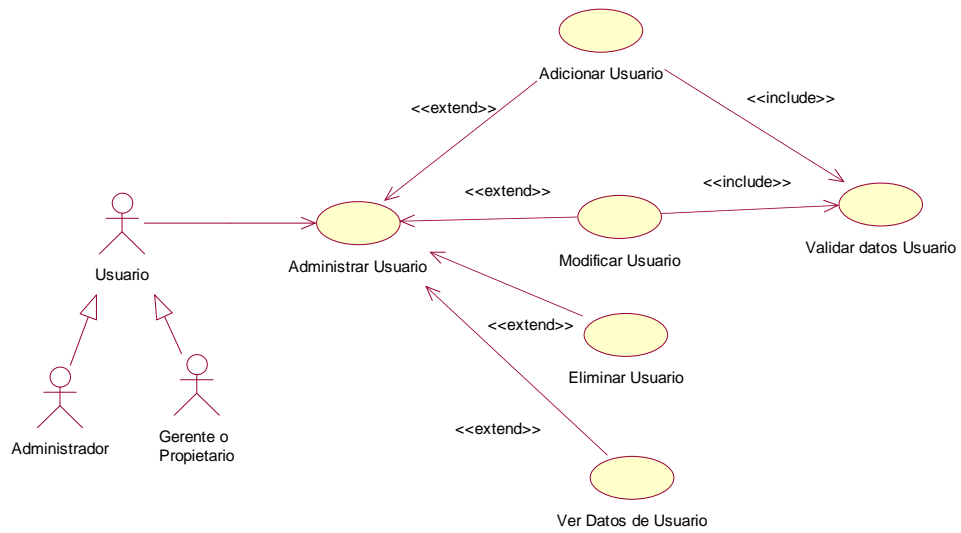 Adicionar Usuario
<<extend>>
<<include>>
<<extend>>
<<include>>
Usuario
Administrar Usuario
Modificar Usuario
Validar datos Usuario
<<extend>>
Eliminar Usuario
Administrador
Gerente o
Propietario
<<extend>>
Ver Datos de Usuario